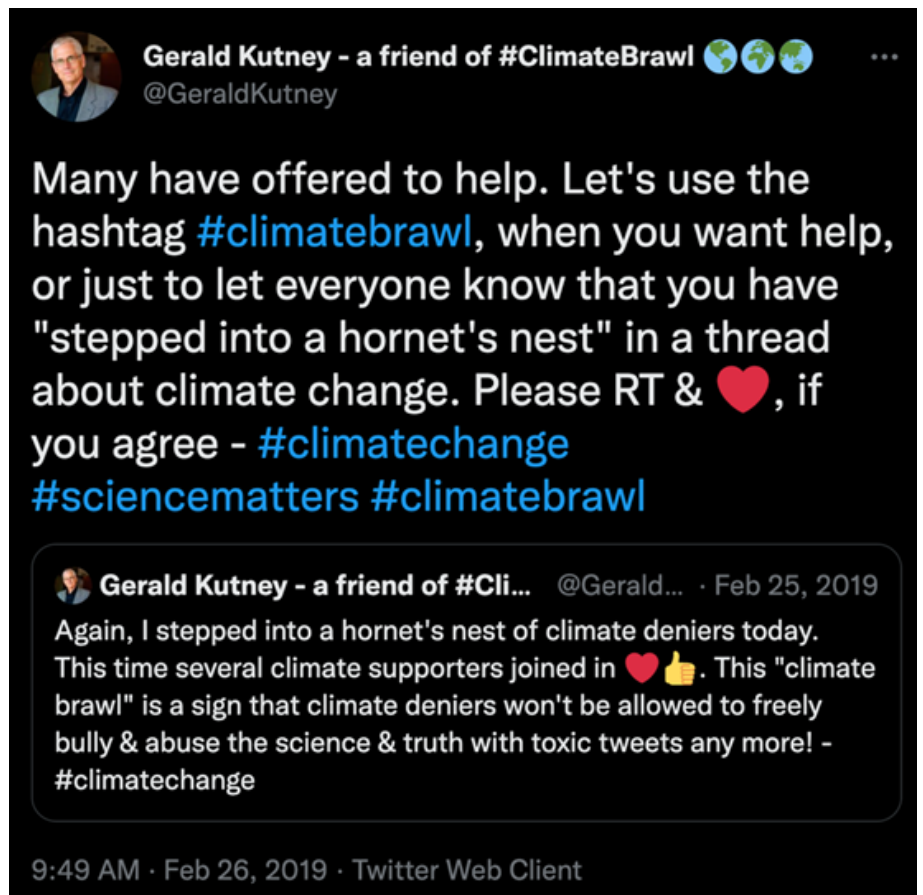 Gerald Kutney - a friend of #ClimateBrawl 🌎🌍🌏
@GeraldKutney
Many have offered to help. Let's use the
hashtag #climatebrawl, when you want help,
or just to let everyone know that you have
"stepped into a hornet's nest" in a thread
about climate change. Please RT & ❤️, if
you agree - #climatechange
#sciencematters #climatebrawl
Gerald Kutney - a friend of #Cli... @Gerald... · Feb 25, 2019
Again, I stepped into a hornet's nest of climate deniers today.
This time several climate supporters joined in ❤️👍. This "climate
brawl" is a sign that climate deniers won't be allowed to freely
bully & abuse the science & truth with toxic tweets any more! -
#climatechange
9:49 AM · Feb 26, 2019 · Twitter Web Client